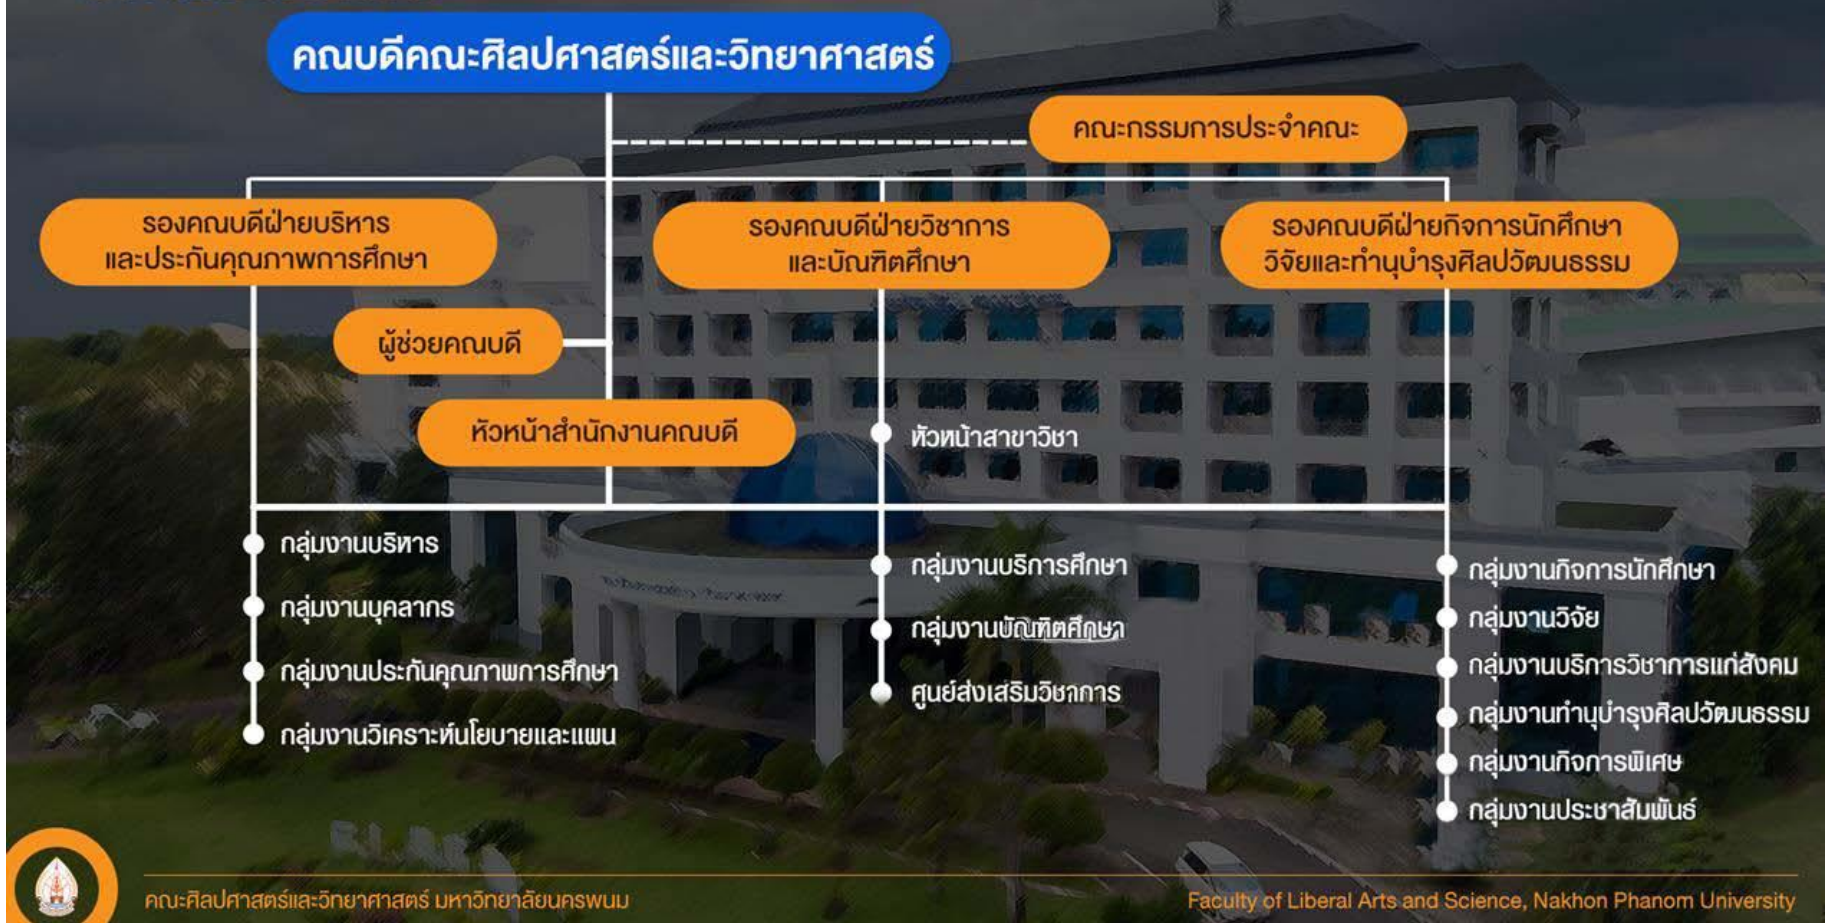 คณบดีคณะศิลปศาสตร์และวิทยาศาสตร์
คณะกรรมการประจำคณะ
รองคณบดีฝ่ายบริหาร
และประกันคุณภาพการศึกษา
รองคณบดีฝ่ายวิชาการ
และบัณฑิตศึกษา
รองคณบดีฝ่ายกิจการนักศึกษา
วิจัยและทำนุบำรุงศิลปวัฒนธรรม
ผู้ช่วยคณบดี
หัวหน้าสำนักงานคณบดี
หัวหน้าสาขาวิชา
กลุ่มงานบริหาร
กลุ่มงานบุคลากร
กลุ่มงานประกันคุณภาพการศึกษา
กลุ่มงานวิเคราะห์นโยบายและแผน
กลุ่มงานบริการศึกษา
กลุ่มงานบัณฑิตศึกษา
ศูนย์ส่งเสริมวิชาการ
กลุ่มงานกิจการนักศึกษา
กลุ่มงานวิจัย
กลุ่มงานบริการวิชาการแก่สังคม
กลุ่มงานทำนุบำรุงศิลปวัฒนธรรม
กลุ่มงานกิจการพิเศษ
กลุ่มงานประชาสัมพันธ์
คณะศิลปศาสตร์และวิทยาศาสตร์ มหาวิทยาลัยนครพนม
Faculty of Liberal Arts and Science, Nakhon Phanom University